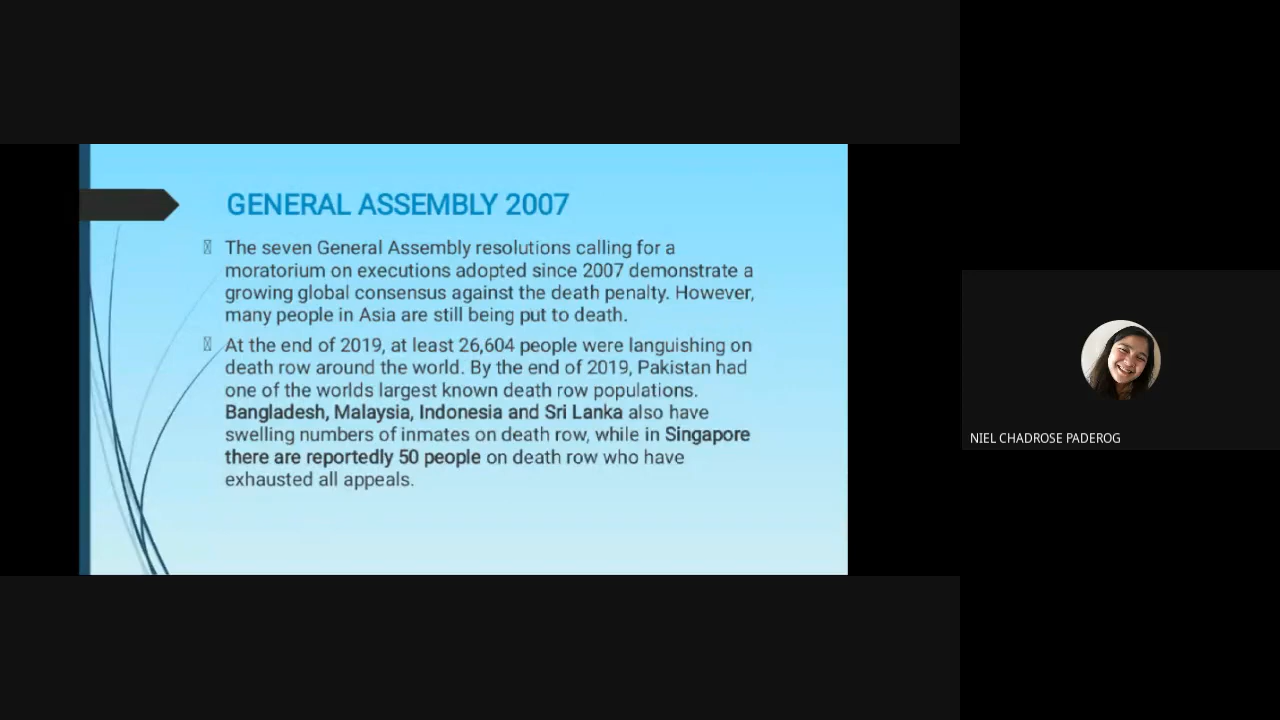 GENERAL ASSEMBLY 2007
The seven General Assembly resolutions calling for a
moratorium on executions adopted since 2007 demonstrate a
growing global consensus against the death penalty. However,
many people in Asia are still being put to death.
At the end of 2019, at least 26,604 people were languishing on
death row around the world. By the end of 2019, Pakistan had
one of the worlds largest known death row populations.
Bangladesh, Malaysia, Indonesia and Sri Lanka also have
swelling numbers of inmates on death row, while in Singapore
there are reportedly 50 people on death row who have
exhausted all appeals.
NIEL CHADROSE PADEROG